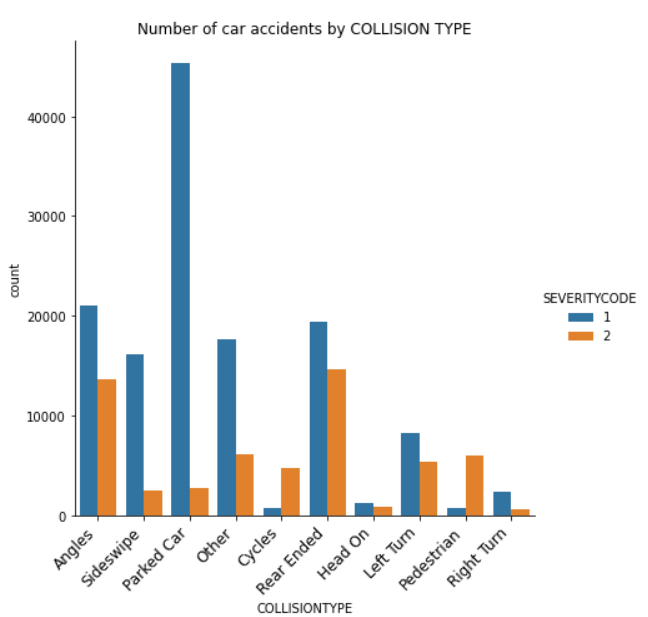 Number of car accidents by COLLISION TYPE
40000
30000
20000
10000
0
count
Angles
Sideswipe
Parked Car
Other
Cycles
Rear Ended
Head On
Left Turn
Pedestrian
Right Turn
COLLISIONTYPE
SEVERITYCODE
1
2